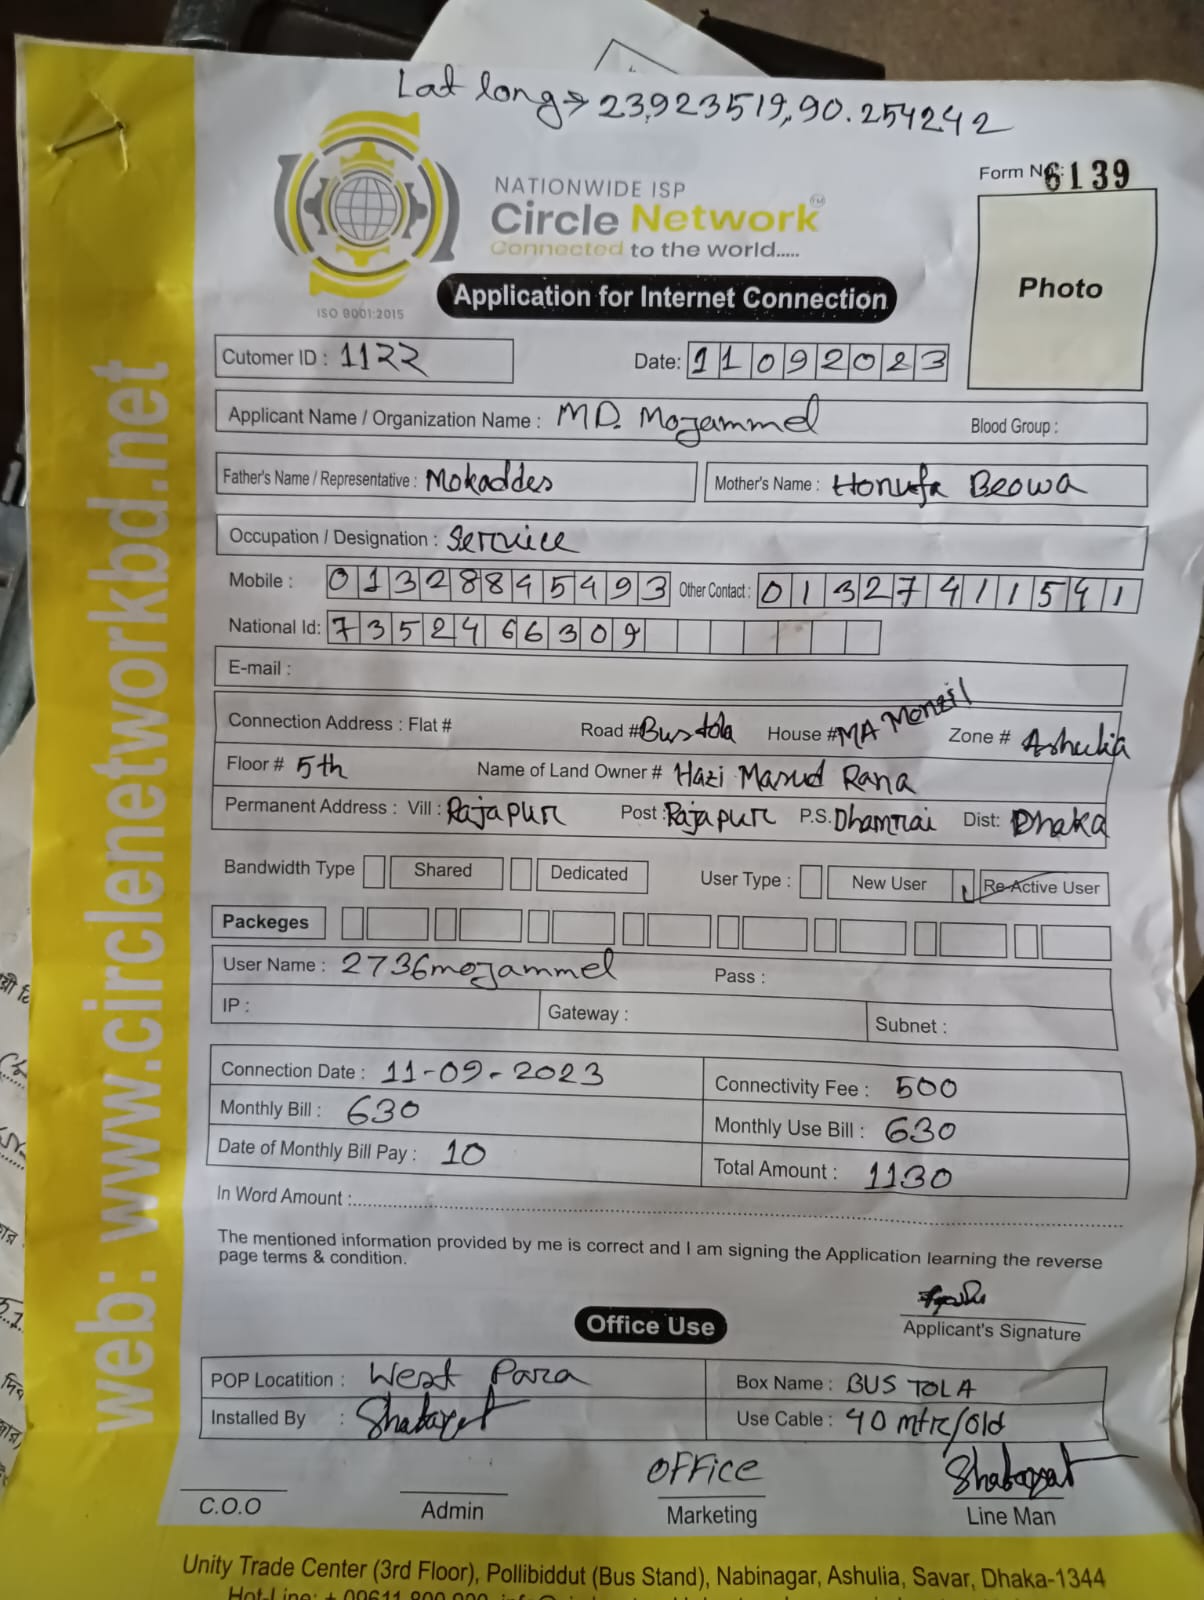 Lat long→ 23.923519, 90.254242
Form No: 6139
NATIONWIDE ISP
Circle Network™
Connected to the world.....
ISO 9001:2015
Application for Internet Connection
Photo
Cutomer ID : 1122
Date: 11092023
Applicant Name / Organization Name : MD. Mozammel
Blood Group :
Father's Name / Representative : Mokaddes
Mother's Name : Honufa Beowa
Occupation / Designation : Service
Mobile : 01328845493 Other Contact : 01327411541
National Id: 7352466309
E-mail :
Connection Address : Flat # Road # Bus tola House # MA Monzil Zone # Ashulia
Floor # 5th Name of Land Owner # Hazi Masud Rana
Permanent Address : Vill : Rajapur Post : Rajapur P.S. Dhamrai Dist: Dhaka
Bandwidth Type Shared Dedicated User Type : New User Re-Active User
Packeges
User Name : 2736mozammel Pass :
IP : Gateway : Subnet :
Connection Date : 11-09-2023 Connectivity Fee : 500
Monthly Bill : 630 Monthly Use Bill : 630
Date of Monthly Bill Pay : 10 Total Amount : 1130
In Word Amount :
The mentioned information provided by me is correct and I am signing the Application learning the reverse
page terms & condition.
Applicant's Signature
Office Use
POP Locatition : West Para Box Name : BUS TOLA
Installed By : Shabayet Use Cable : 40 mtr/old
OFFICE Shabayat
C.O.O Admin Marketing Line Man
Unity Trade Center (3rd Floor), Pollibiddut (Bus Stand), Nabinagar, Ashulia, Savar, Dhaka-1344
web: www.circlenetworkbd.net